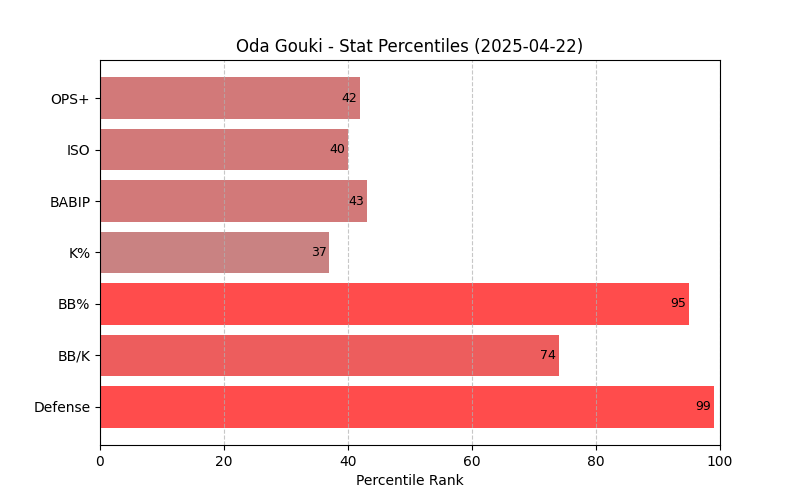 Oda Gouki - Stat Percentiles (2025-04-22)
OPS+ 42
ISO 40
BABIP 43
K% 37
BB% 95
BB/K 74
Defense 99
0 20 40 60 80 100
Percentile Rank